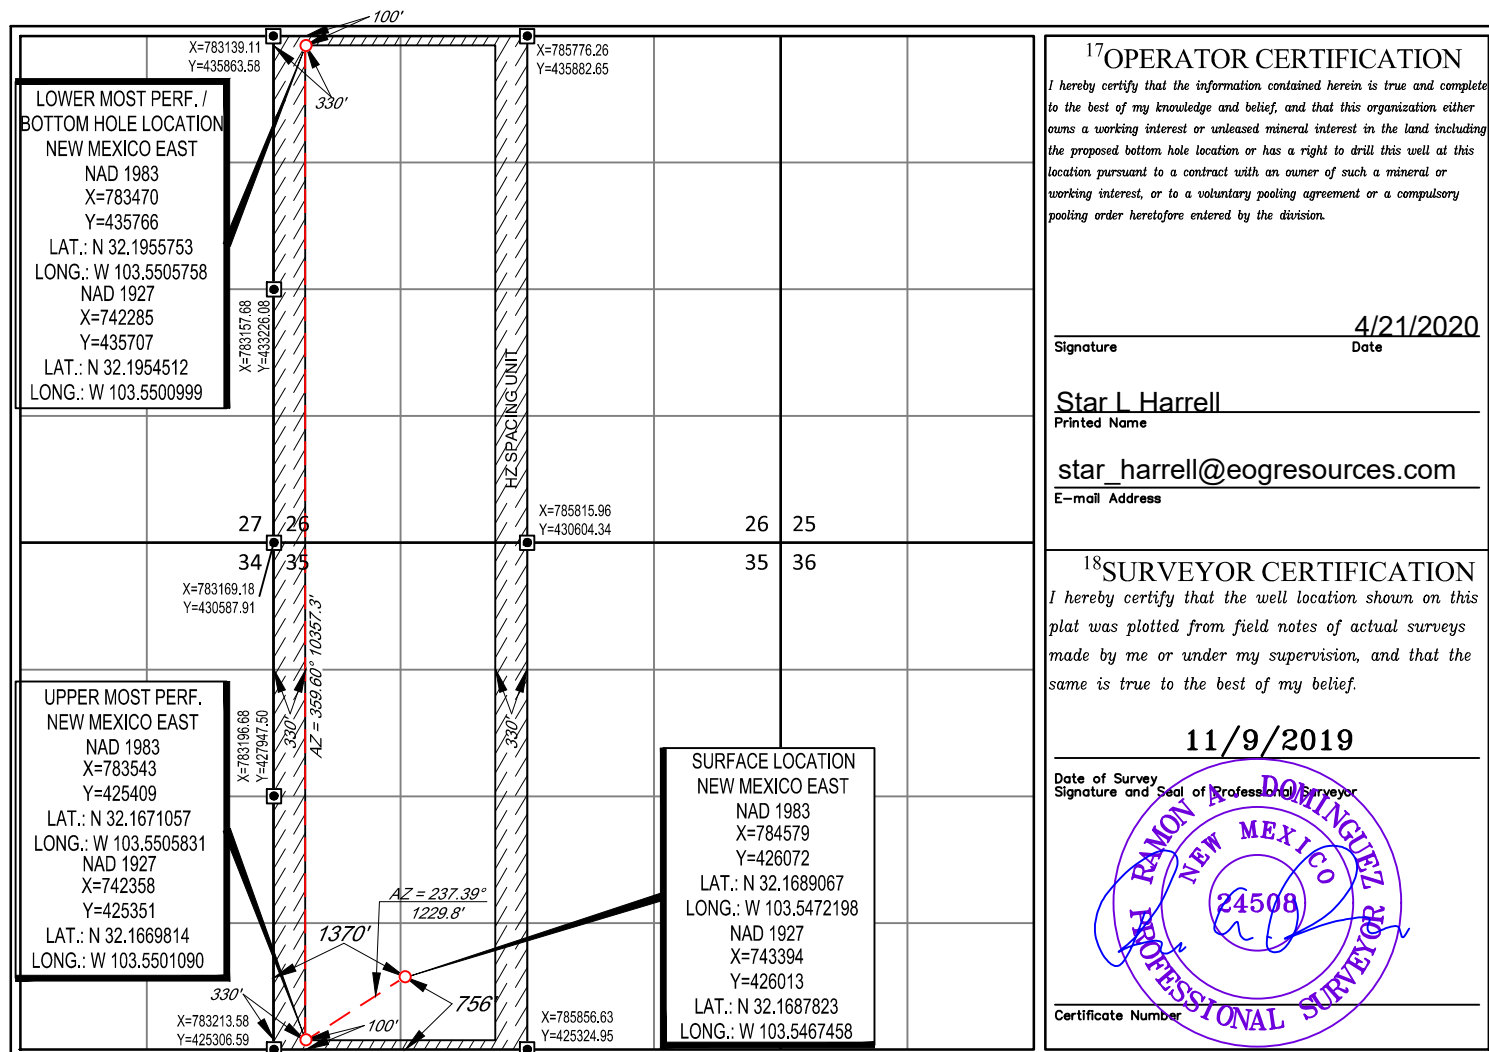 100'
X=783139.11
Y=435863.58
X=785776.26
Y=435882.65
330'
LOWER MOST PERF. /
BOTTOM HOLE LOCATION
NEW MEXICO EAST
NAD 1983
X=783470
Y=435766
LAT.: N 32.1955753
LONG.: W 103.5505758
NAD 1927
X=742285
Y=435707
LAT.: N 32.1954512
LONG.: W 103.5500999
X=783157.68
Y=433226.08
HZ SPACING UNIT
X=785815.96
Y=430604.34
27 26
34 35
26 25
35 36
X=783169.18
Y=430587.91
AZ = 359.60° 10357.3'
330'
330'
X=783196.68
Y=427947.50
UPPER MOST PERF.
NEW MEXICO EAST
NAD 1983
X=783543
Y=425409
LAT.: N 32.1671057
LONG.: W 103.5505831
NAD 1927
X=742358
Y=425351
LAT.: N 32.1669814
LONG.: W 103.5501090
SURFACE LOCATION
NEW MEXICO EAST
NAD 1983
X=784579
Y=426072
LAT.: N 32.1689067
LONG.: W 103.5472198
NAD 1927
X=743394
Y=426013
LAT.: N 32.1687823
LONG.: W 103.5467458
AZ = 237.39°
1229.8'
1370'
756'
330'
100'
X=783213.58
Y=425306.59
X=785856.63
Y=425324.95
17 OPERATOR CERTIFICATION
I hereby certify that the information contained herein is true and complete
to the best of my knowledge and belief, and that this organization either
owns a working interest or unleased mineral interest in the land including
the proposed bottom hole location or has a right to drill this well at this
location pursuant to a contract with an owner of such a mineral or
working interest, or to a voluntary pooling agreement or a compulsory
pooling order heretofore entered by the division.
4/21/2020
Signature Date
Star L Harrell
Printed Name
star_harrell@eogresources.com
E-mail Address
18 SURVEYOR CERTIFICATION
I hereby certify that the well location shown on this
plat was plotted from field notes of actual surveys
made by me or under my supervision, and that the
same is true to the best of my belief.
11/9/2019
Date of Survey
Signature and Seal of Professional Surveyor
RAMON A. DOMINGUEZ
NEW MEXICO
24508
PROFESSIONAL SURVEYOR
Certificate Number